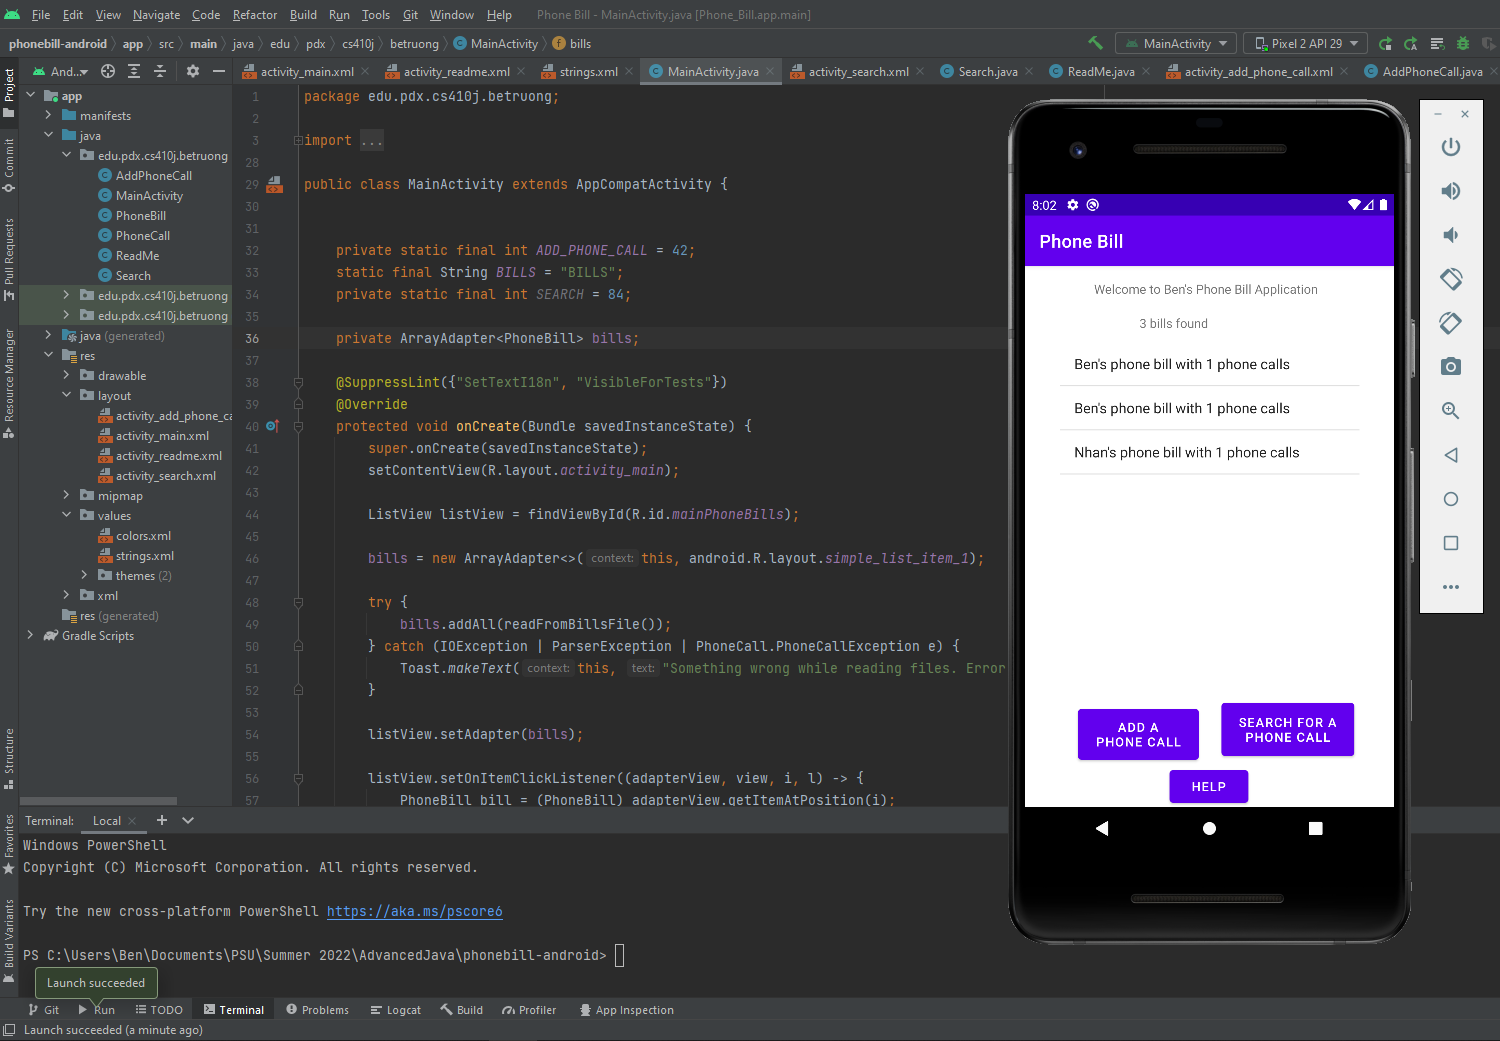 File Edit View Navigate Code Refactor Build Run Tools Git Window Help Phone Bill - MainActivity.java [Phone_Bill.app.main]
phonebill-android app src main java edu pdx cs410j betruong MainActivity bills MainActivity Pixel 2 API 29
And... activity_main.xml activity_readme.xml strings.xml MainActivity.java activity_search.xml Search.java ReadMe.java activity_add_phone_call.xml AddPhoneCall.java
Project
Commit
Pull Requests
Resource Manager
Structure
Favorites
Build Variants
app
manifests
java
edu.pdx.cs410j.betruong
AddPhoneCall
MainActivity
PhoneBill
PhoneCall
ReadMe
Search
edu.pdx.cs410j.betruong
edu.pdx.cs410j.betruong
java (generated)
res
drawable
layout
activity_add_phone_ca
activity_main.xml
activity_readme.xml
activity_search.xml
mipmap
values
colors.xml
strings.xml
themes (2)
xml
res (generated)
Gradle Scripts
1 package edu.pdx.cs410j.betruong;
2
3 import ...
28
29 public class MainActivity extends AppCompatActivity {
30
31
32 private static final int ADD_PHONE_CALL = 42;
33 static final String BILLS = "BILLS";
34 private static final int SEARCH = 84;
35
36 private ArrayAdapter<PhoneBill> bills;
37
38 @SuppressLint({"SetTextI18n", "VisibleForTests"})
39 @Override
40 protected void onCreate(Bundle savedInstanceState) {
41 super.onCreate(savedInstanceState);
42 setContentView(R.layout.activity_main);
43
44 ListView listView = findViewById(R.id.mainPhoneBills);
45
46 bills = new ArrayAdapter<>( context: this, android.R.layout.simple_list_item_1);
47
48 try {
49 bills.addAll(readFromBillsFile());
50 } catch (IOException | ParserException | PhoneCall.PhoneCallException e) {
51 Toast.makeText( context: this, text: "Something wrong while reading files. Error
52 }
53
54 listView.setAdapter(bills);
55
56 listView.setOnItemClickListener((adapterView, view, i, l) -> {
57 PhoneBill bill = (PhoneBill) adapterView.getItemAtPosition(i);
8:02
Phone Bill
Welcome to Ben's Phone Bill Application
3 bills found
Ben's phone bill with 1 phone calls
Ben's phone bill with 1 phone calls
Nhan's phone bill with 1 phone calls
ADD A
PHONE CALL
SEARCH FOR A
PHONE CALL
HELP
Terminal: Local
Windows PowerShell
Copyright (C) Microsoft Corporation. All rights reserved.
Try the new cross-platform PowerShell https://aka.ms/pscore6
PS C:\Users\Ben\Documents\PSU\Summer 2022\AdvancedJava\phonebill-android>
Launch succeeded
Git Run TODO Terminal Problems Logcat Build Profiler App Inspection
Launch succeeded (a minute ago)